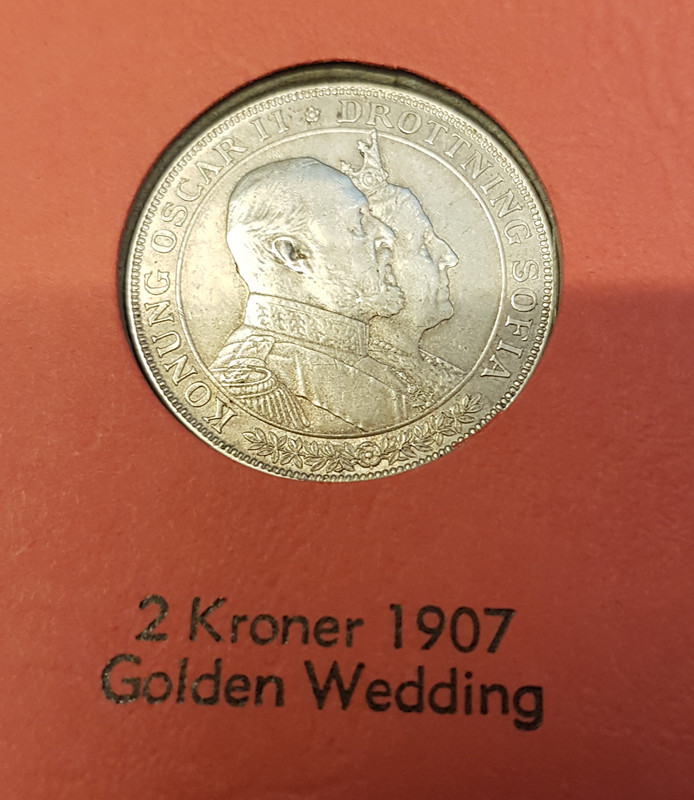 KONUNG OSCAR II ✿ DROTTNING SOFIA
2 Kroner 1907
Golden Wedding